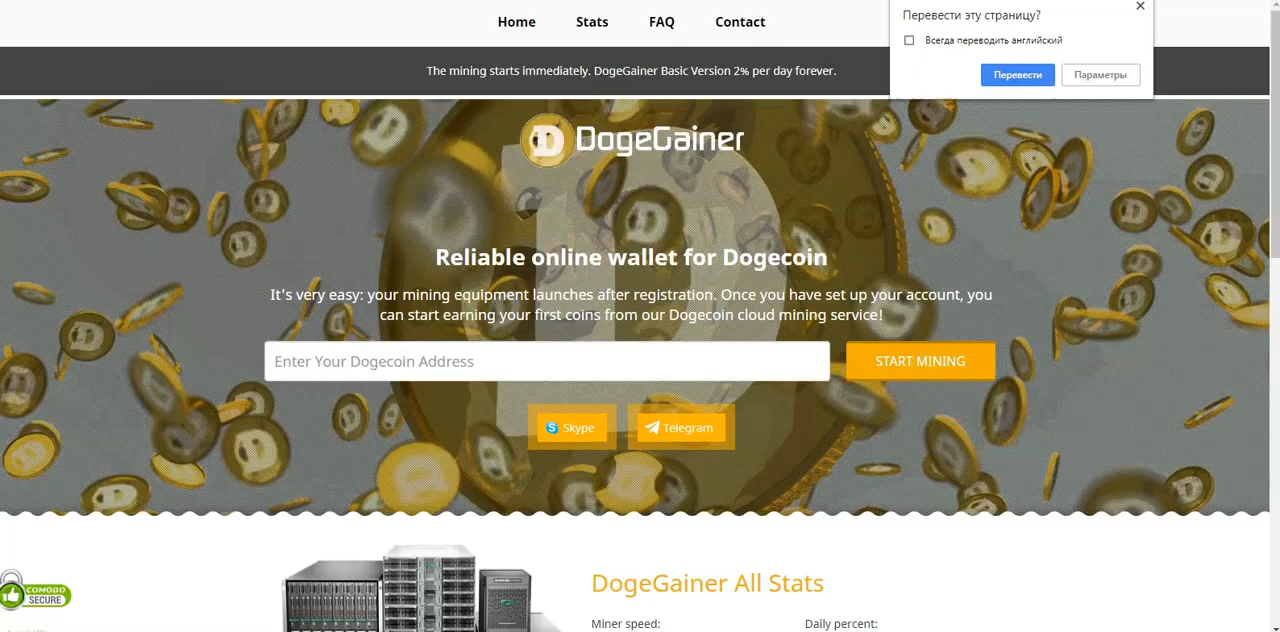 Home Stats FAQ Contact
Перевести эту страницу?
Всегда переводить английский
Перевести Параметры
The mining starts immediately. DogeGainer Basic Version 2% per day forever.
DogeGainer
Reliable online wallet for Dogecoin
It's very easy: your mining equipment launches after registration. Once you have set up your account, you
can start earning your first coins from our Dogecoin cloud mining service!
Enter Your Dogecoin Address START MINING
Skype Telegram
COMODO
SECURE
DogeGainer All Stats
Miner speed: Daily percent: